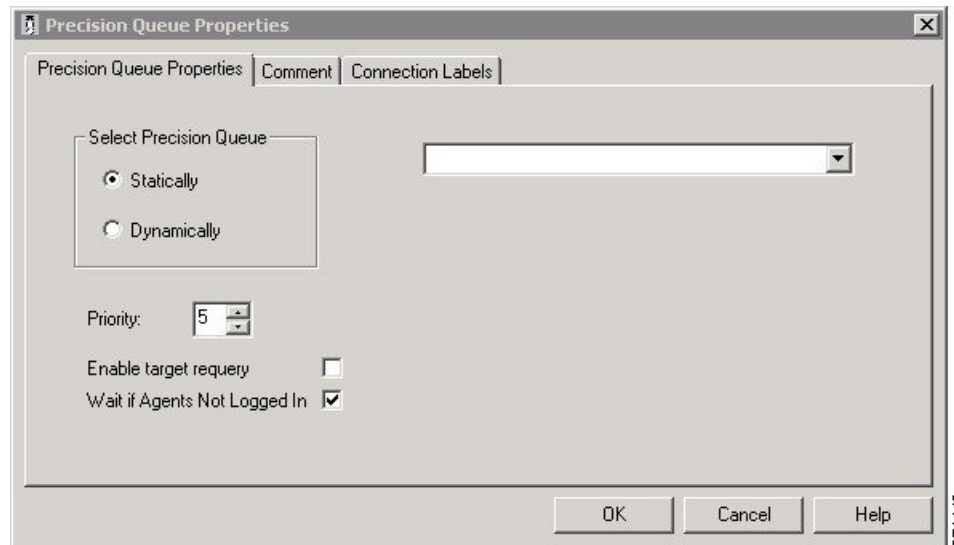 Precision Queue Properties
Precision Queue Properties Comment Connection Labels
Select Precision Queue
Statically
Dynamically
Priority: 5
Enable target requery
Wait if Agents Not Logged In
OK Cancel Help